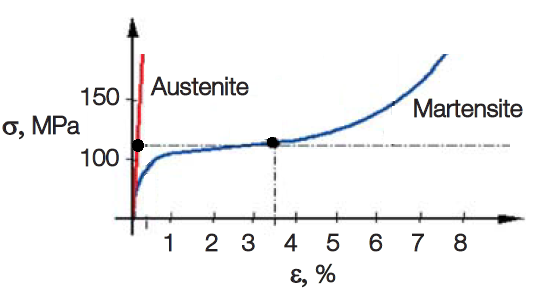 Austenite
150
Martensite
σ, MPa
100
1 2 3 4 5 6 7 8
ε, %